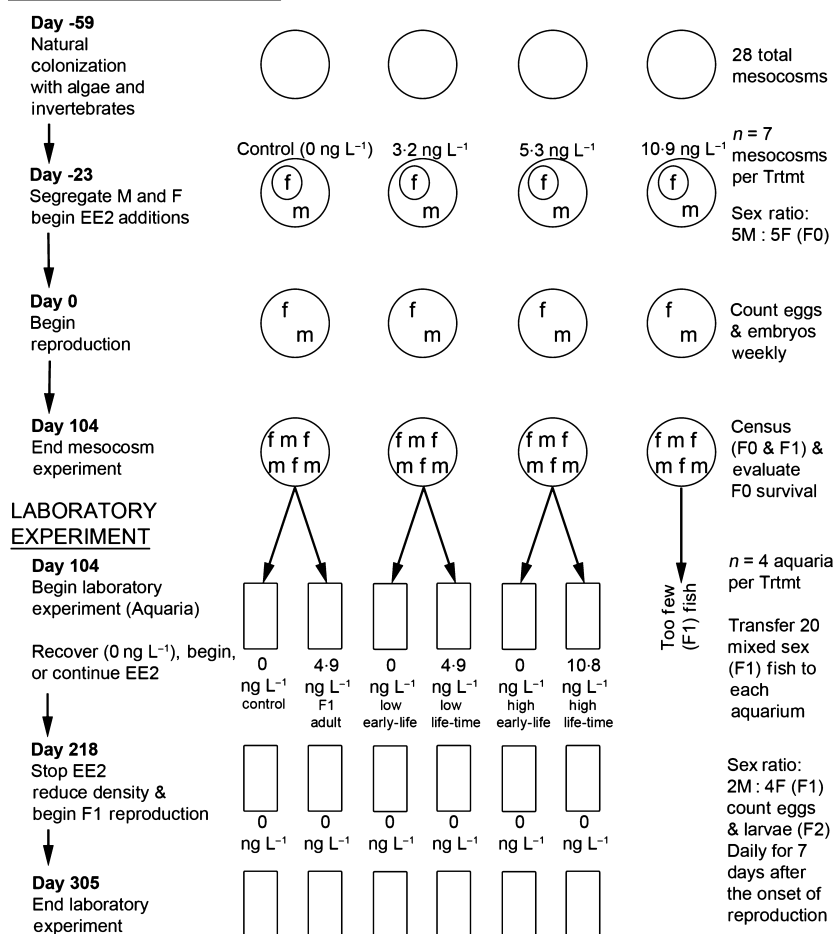 Day -59
Natural
colonization
with algae and
invertebrates
28 total
mesocosms
Control (0 ng L⁻¹)
3·2 ng L⁻¹
5·3 ng L⁻¹
10·9 ng L⁻¹
n = 7
mesocosms
per Trtmt
Sex ratio:
5M : 5F (F0)
Day -23
Segregate M and F
begin EE2 additions
f
m
f
m
f
m
f
m
Day 0
Begin
reproduction
f
m
f
m
f
m
f
m
Count eggs
& embryos
weekly
Day 104
End mesocosm
experiment
f m f
m f m
f m f
m f m
f m f
m f m
f m f
m f m
Census
(F0 & F1) &
evaluate
F0 survival
LABORATORY
EXPERIMENT
Day 104
Begin laboratory
experiment (Aquaria)
Recover (0 ng L⁻¹), begin,
or continue EE2
0
ng L⁻¹
control
4·9
ng L⁻¹
F1
adult
0
ng L⁻¹
low
early-life
4·9
ng L⁻¹
low
life-time
0
ng L⁻¹
high
early-life
10·8
ng L⁻¹
high
life-time
Too few
(F1) fish
n = 4 aquaria
per Trtmt
Transfer 20
mixed sex
(F1) fish to
each
aquarium
Day 218
Stop EE2
reduce density &
begin F1 reproduction
0
ng L⁻¹
0
ng L⁻¹
0
ng L⁻¹
0
ng L⁻¹
0
ng L⁻¹
0
ng L⁻¹
Sex ratio:
2M : 4F (F1)
count eggs
& larvae (F2)
Daily for 7
days after
the onset of
reproduction
Day 305
End laboratory
experiment